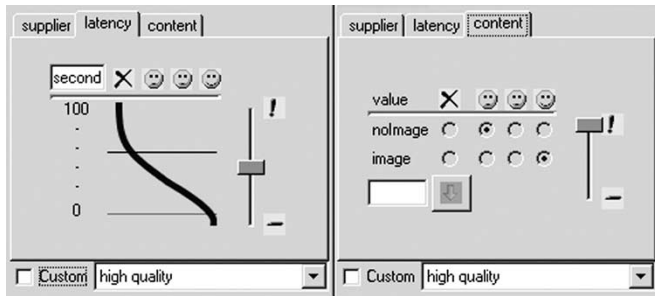 supplier latency content
second
100
0
Custom high quality
supplier latency content
value
noImage
image
Custom high quality